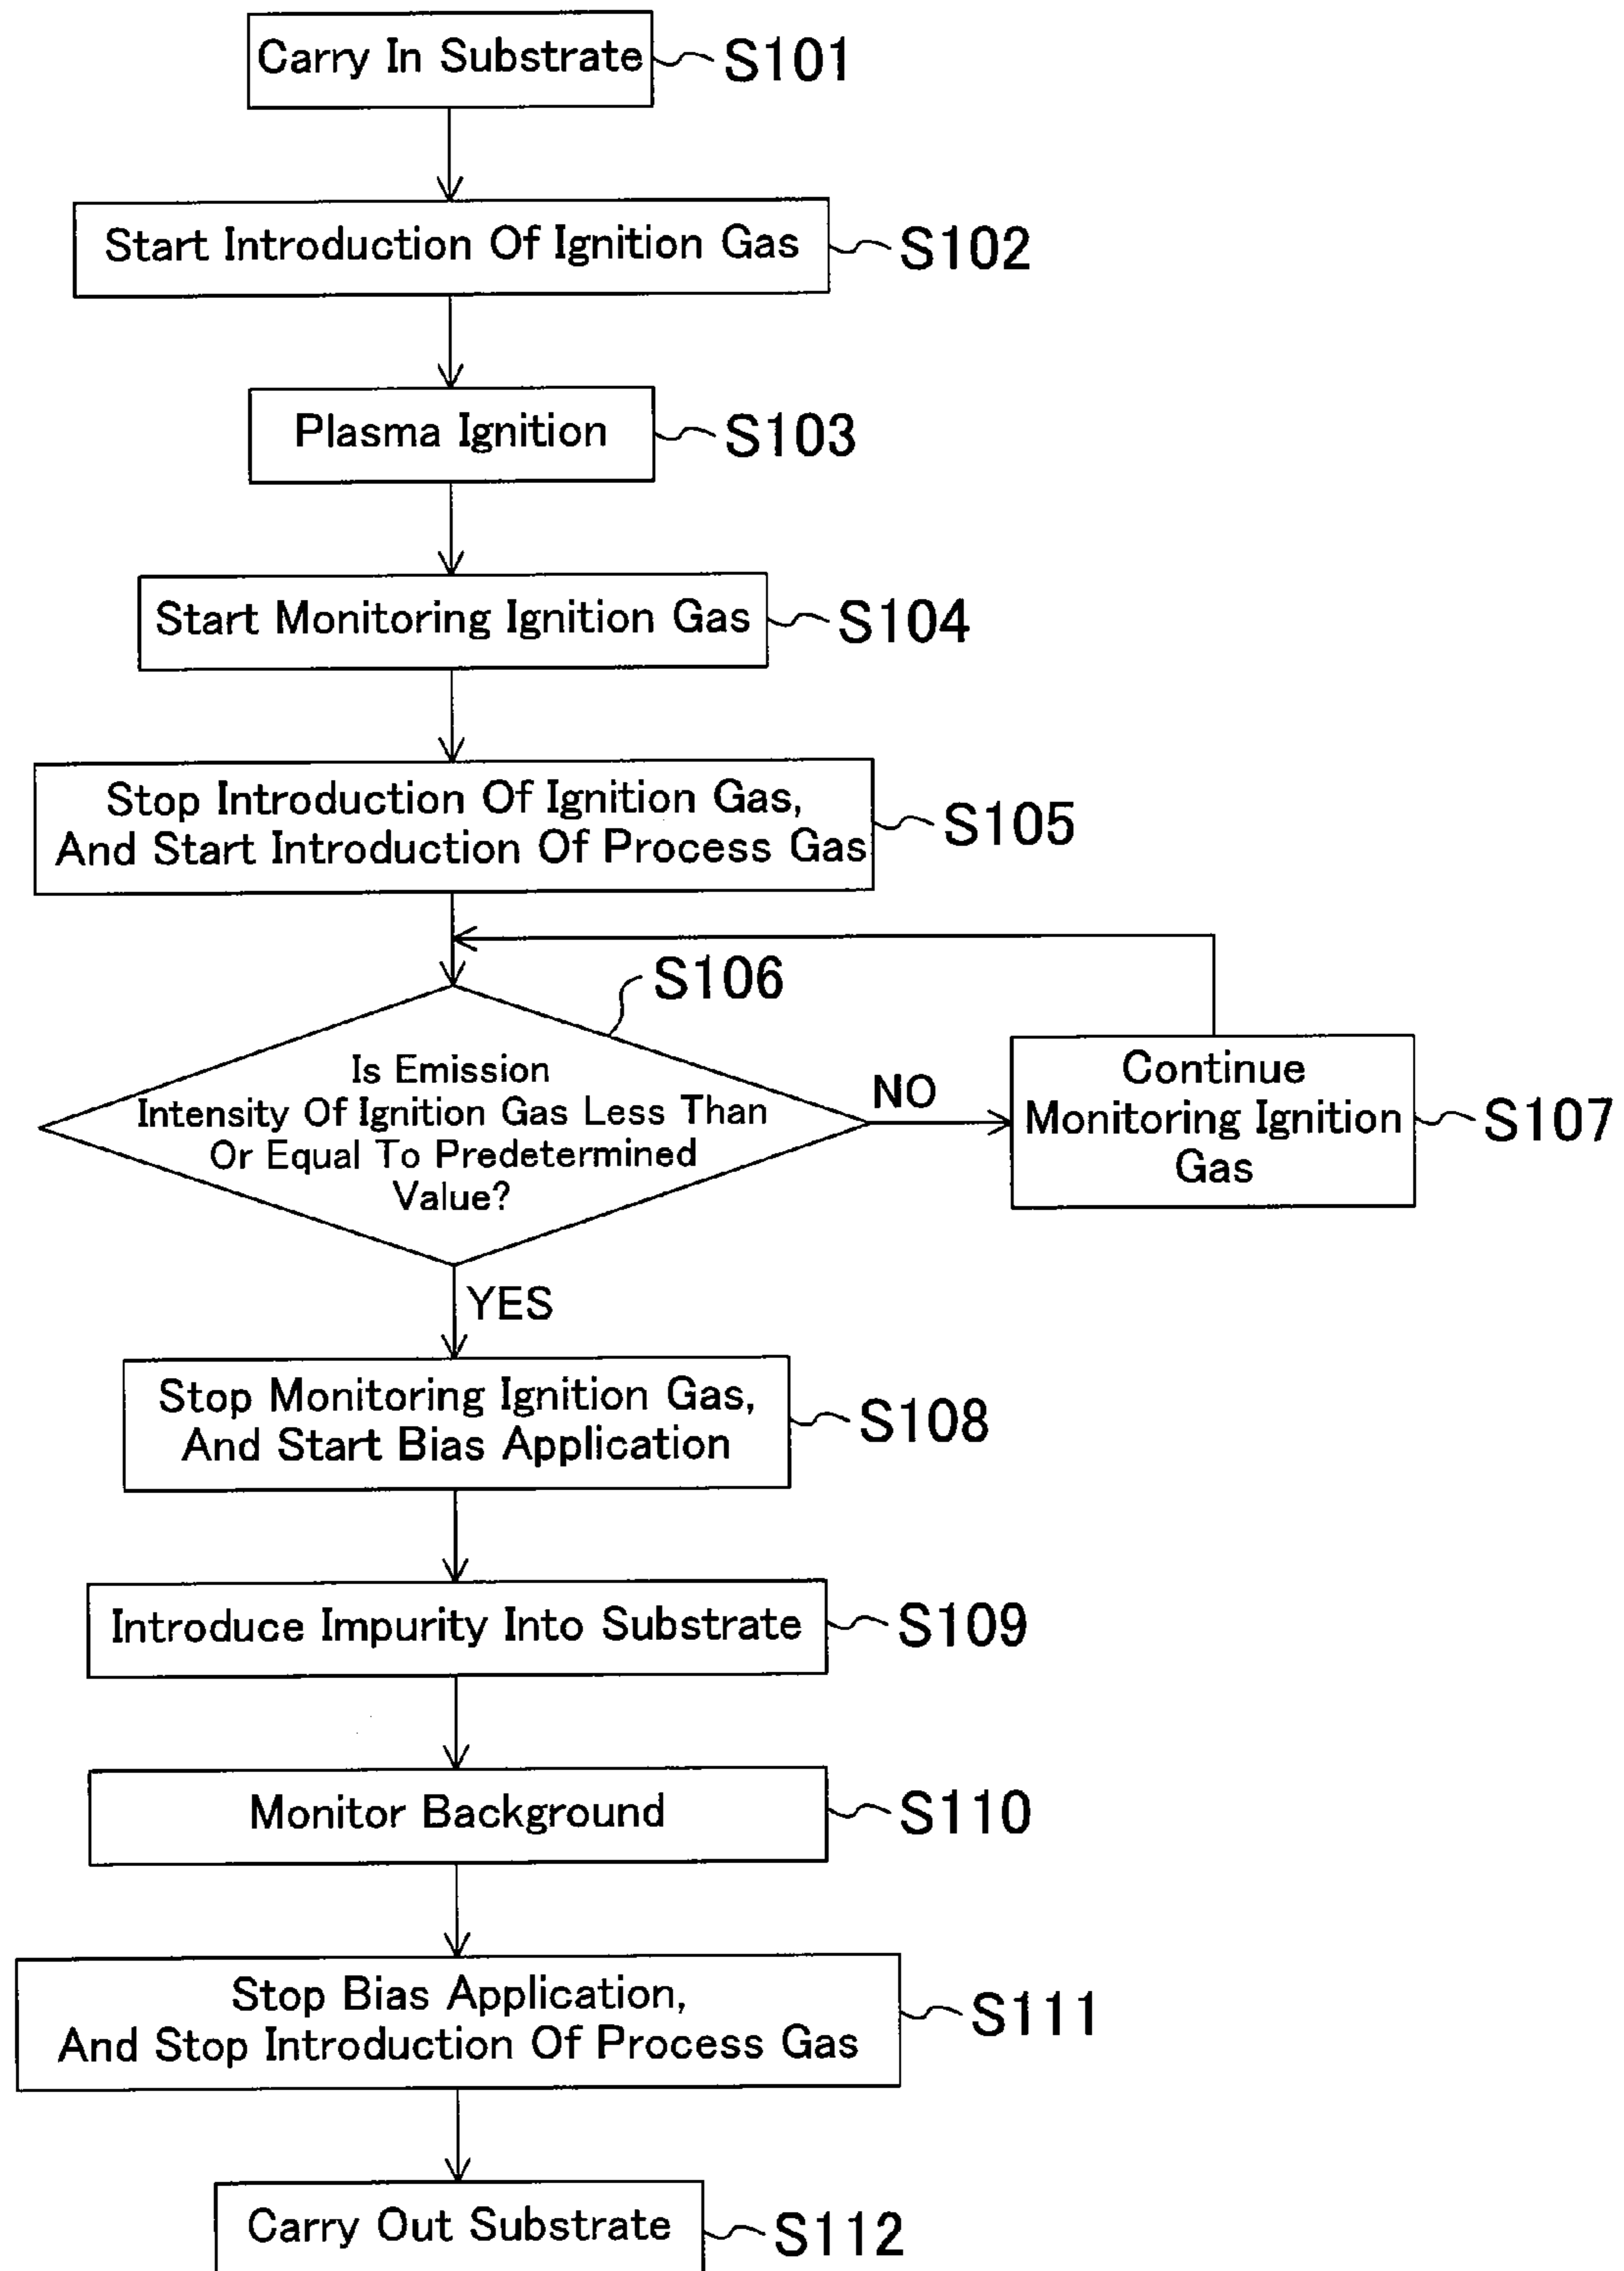 Carry In Substrate
S101
Start Introduction Of Ignition Gas
S102
Plasma Ignition
S103
Start Monitoring Ignition Gas
S104
Stop Introduction Of Ignition Gas,
And Start Introduction Of Process Gas
S105
S106
Is Emission
Intensity Of Ignition Gas Less Than
Or Equal To Predetermined
Value?
NO
Continue
Monitoring Ignition
Gas
S107
YES
Stop Monitoring Ignition Gas,
And Start Bias Application
S108
Introduce Impurity Into Substrate
S109
Monitor Background
S110
Stop Bias Application,
And Stop Introduction Of Process Gas
S111
Carry Out Substrate
S112